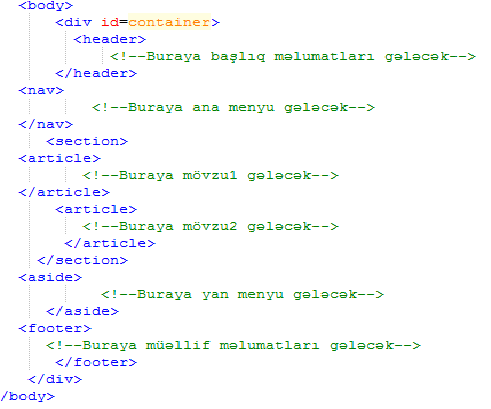 <body>
<div id=container>
<header>
<!--Buraya başlıq məlumatları gələcək-->
</header>
<nav>
<!--Buraya ana menyu gələcək-->
</nav>
<section>
<article>
<!--Buraya mövzu1 gələcək-->
</article>
<article>
<!--Buraya mövzu2 gələcək-->
</article>
</section>
<aside>
<!--Buraya yan menyu gələcək-->
</aside>
<footer>
<!--Buraya müəllif məlumatları gələcək-->
</footer>
</div>
/body>